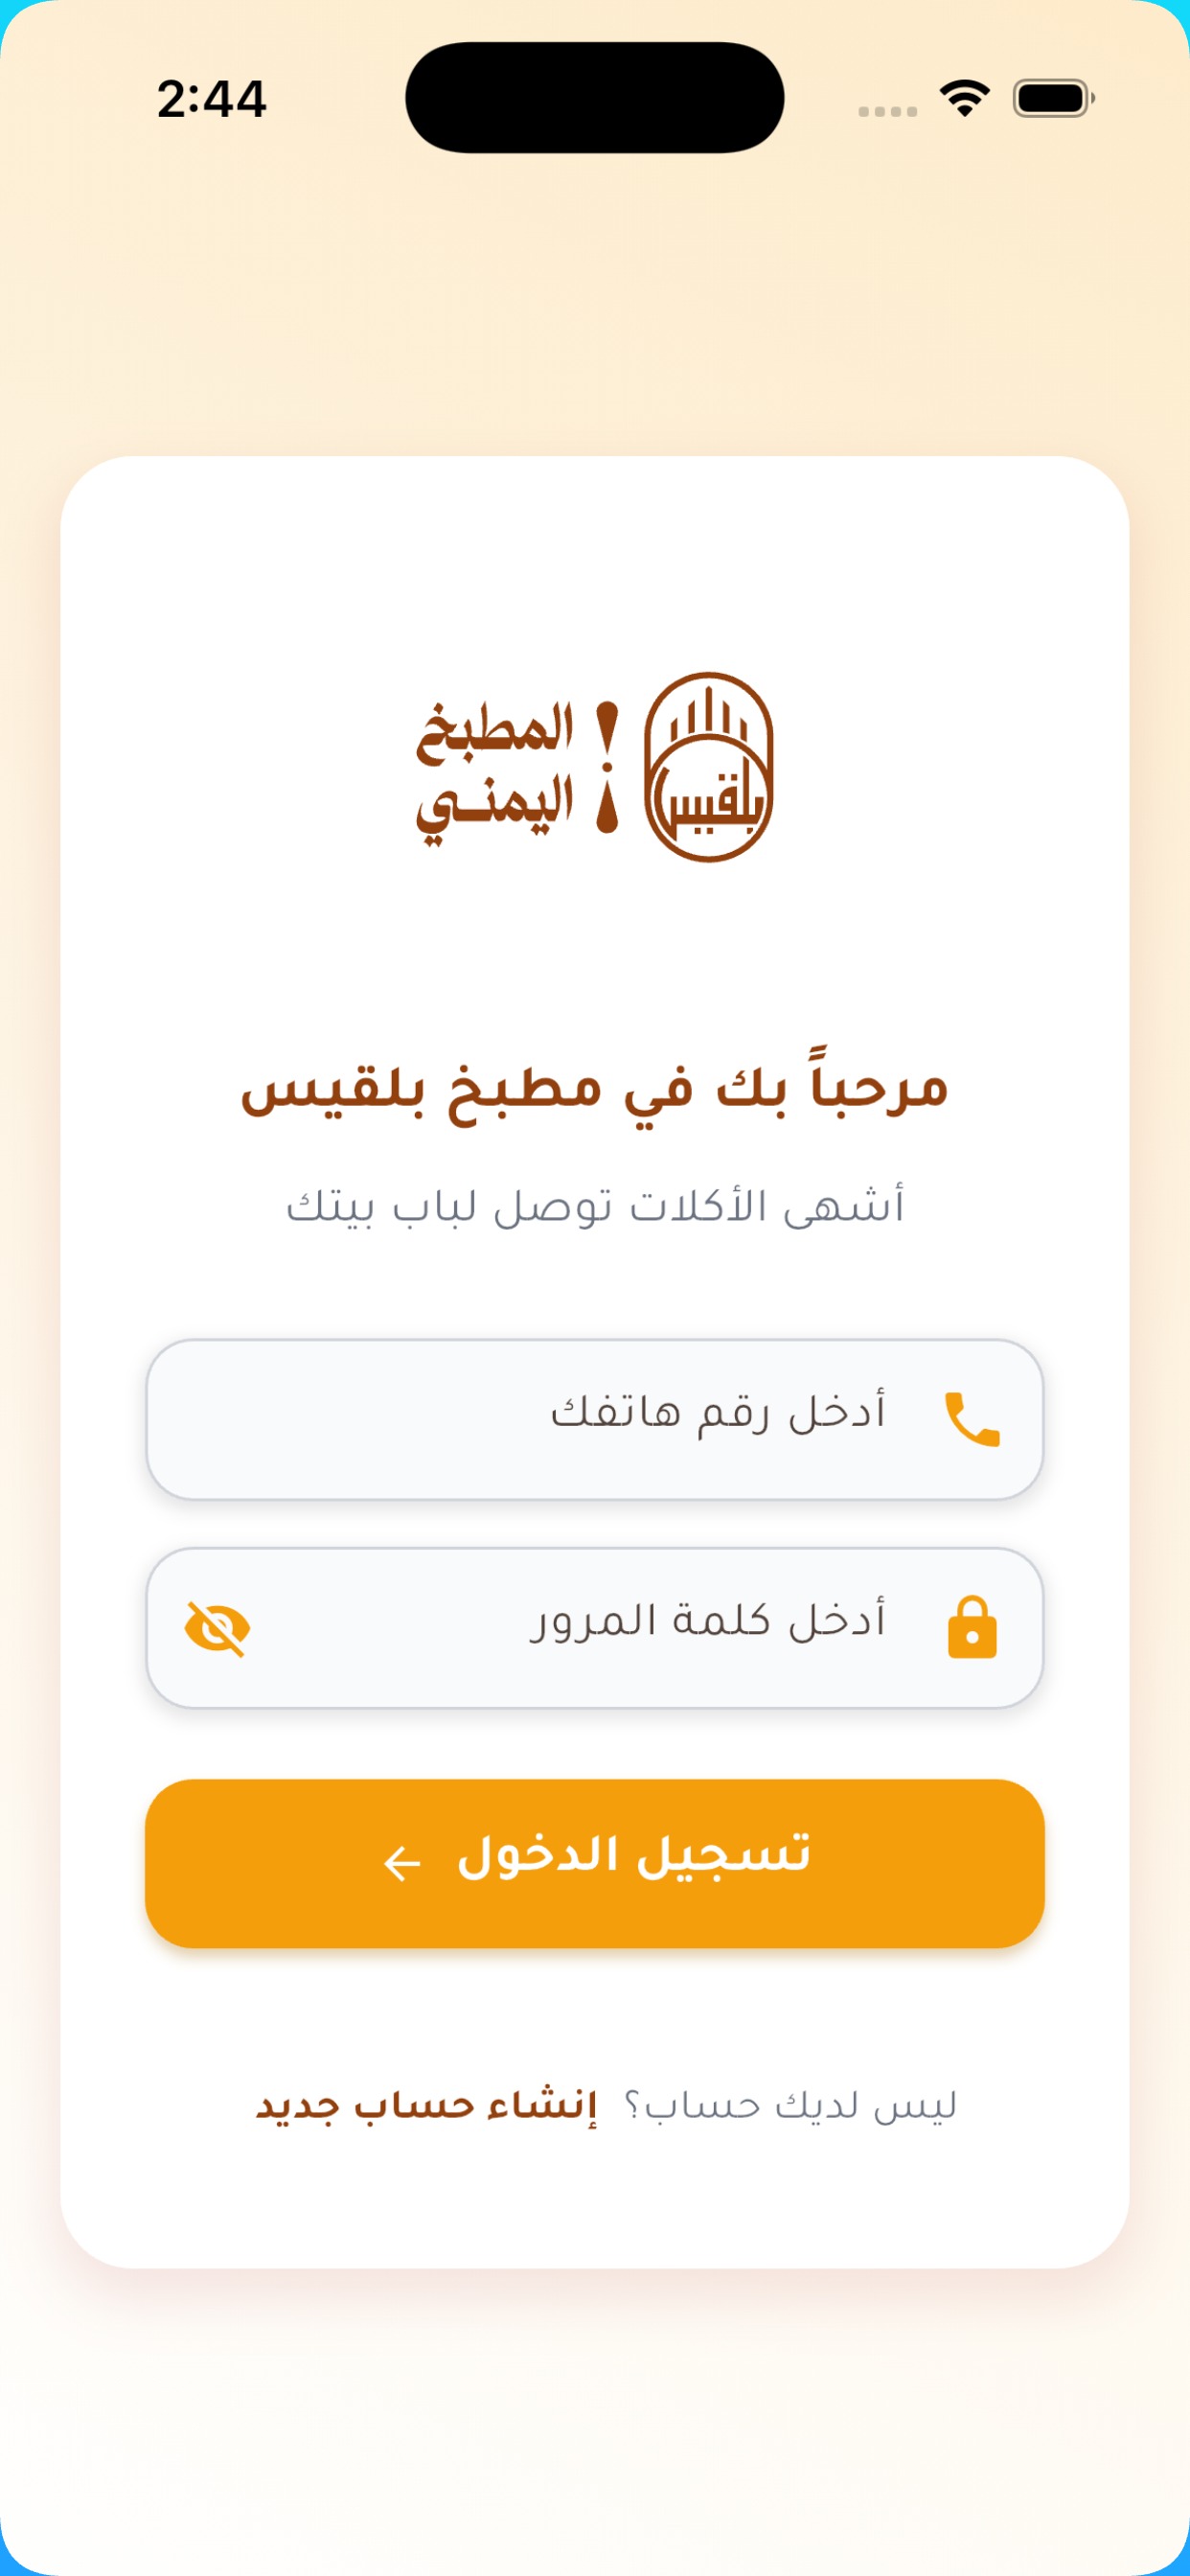 2:44
بلقيس
المطبخ
اليمني
مرحباً بك في مطبخ بلقيس
أشهى الأكلات توصل لباب بيتك
أدخل رقم هاتفك
أدخل كلمة المرور
تسجيل الدخول ←
ليس لديك حساب؟ إنشاء حساب جديد